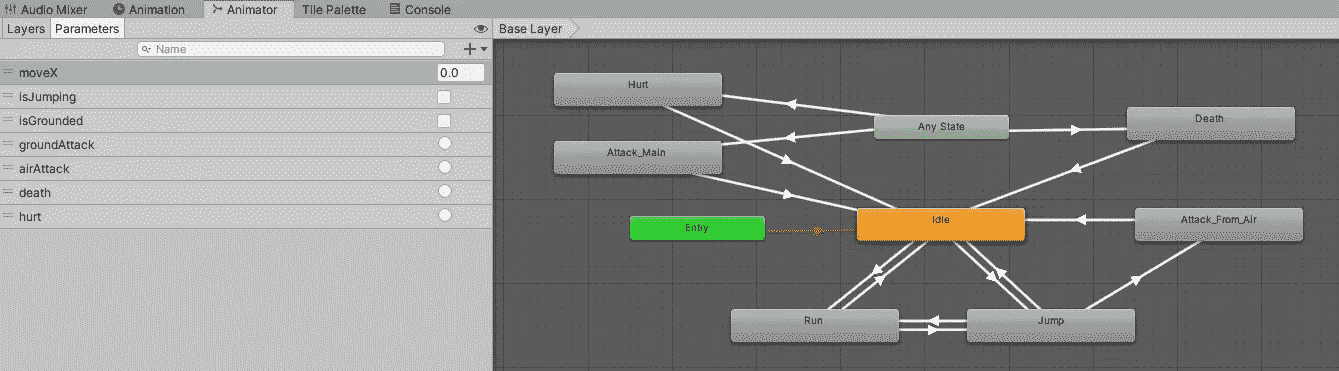 Audio Mixer Animation Animator Tile Palette Console
Layers Parameters Base Layer
Name
moveX 0.0
isJumping
isGrounded
groundAttack
airAttack
death
hurt
Hurt
Any State
Death
Attack_Main
Idle
Attack_From_Air
Entry
Run
Jump